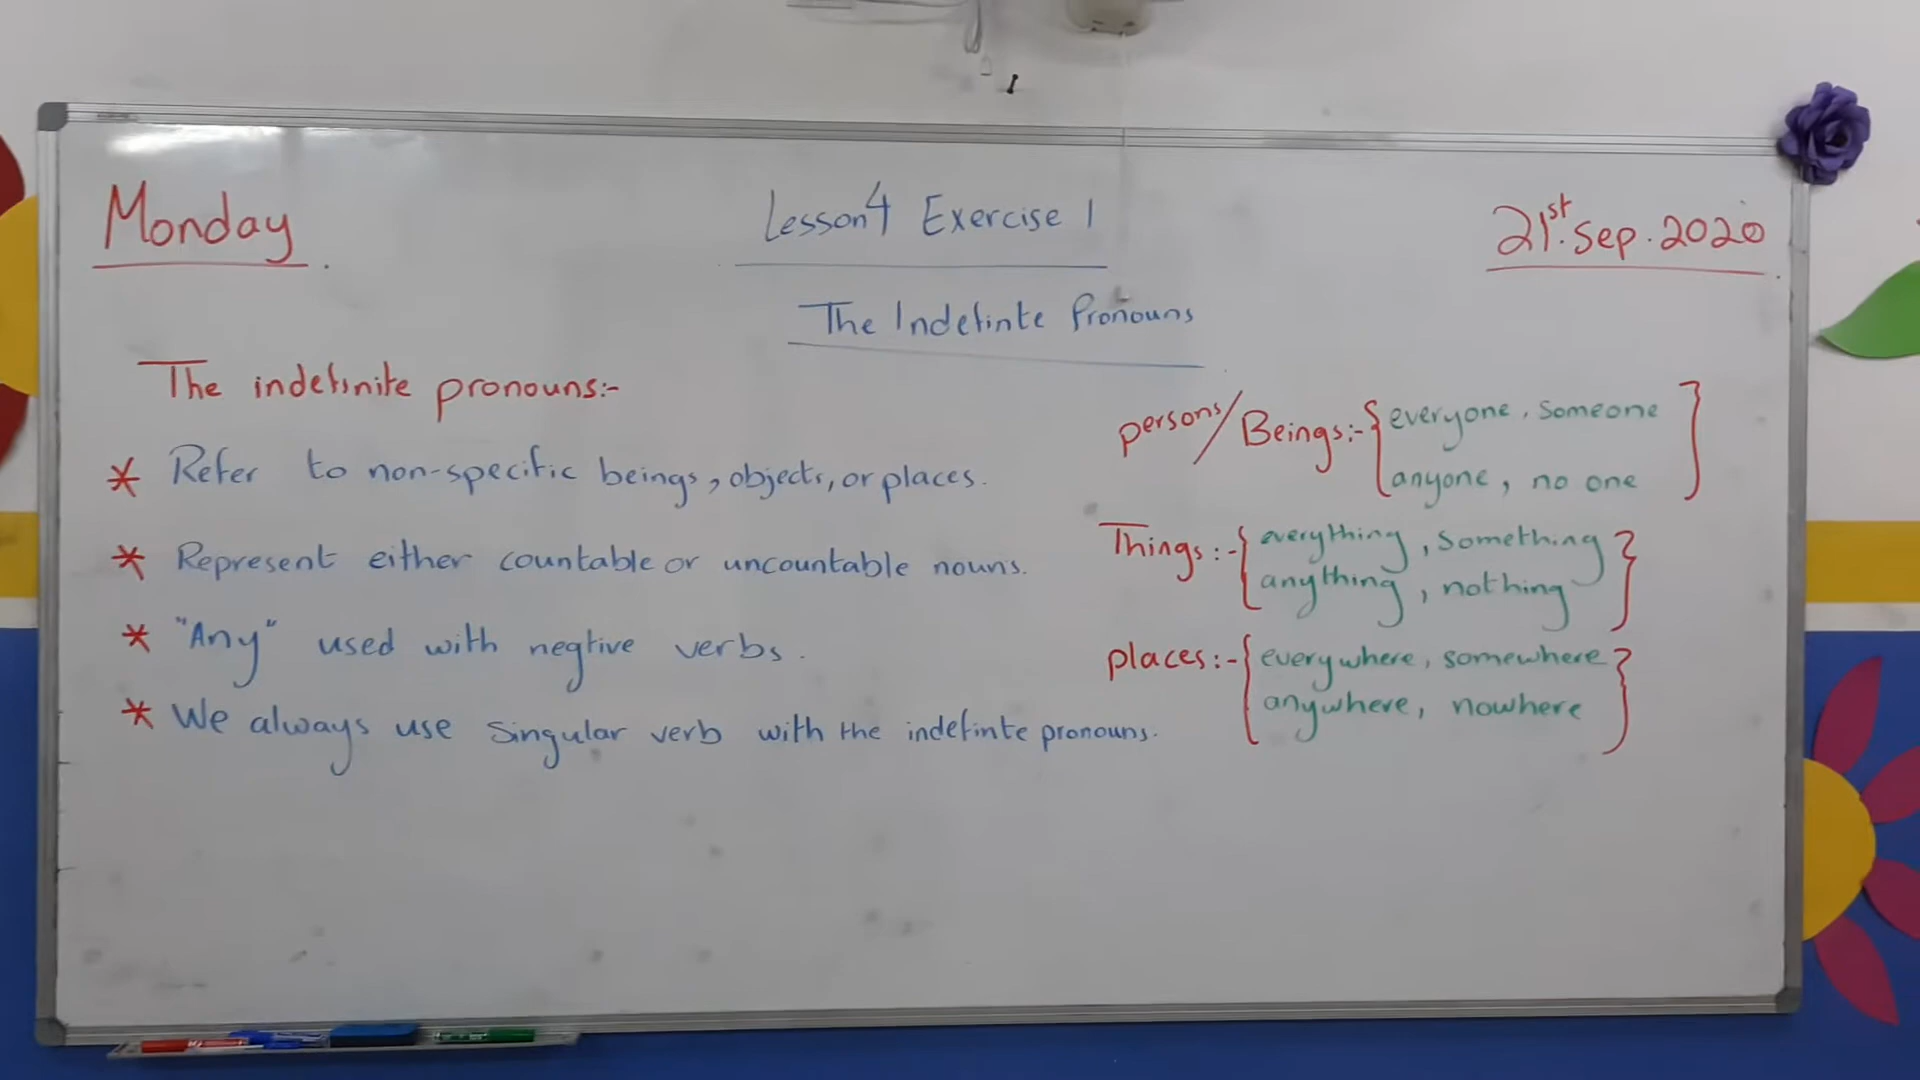 Monday
Lesson4 Exercise 1
21st.Sep.2020
The Indefinte Pronouns
The indefinite pronouns:-
* Refer to non-specific beings, objects, or places.
* Represent either countable or uncountable nouns.
* "Any" used with negtive verbs.
* We always use singular verb with the indefinte pronouns.
persons/Beings:- { everyone, someone
anyone, no one }
Things:- { everything, something
anything, nothing }
places:- { everywhere, somewhere
anywhere, nowhere }